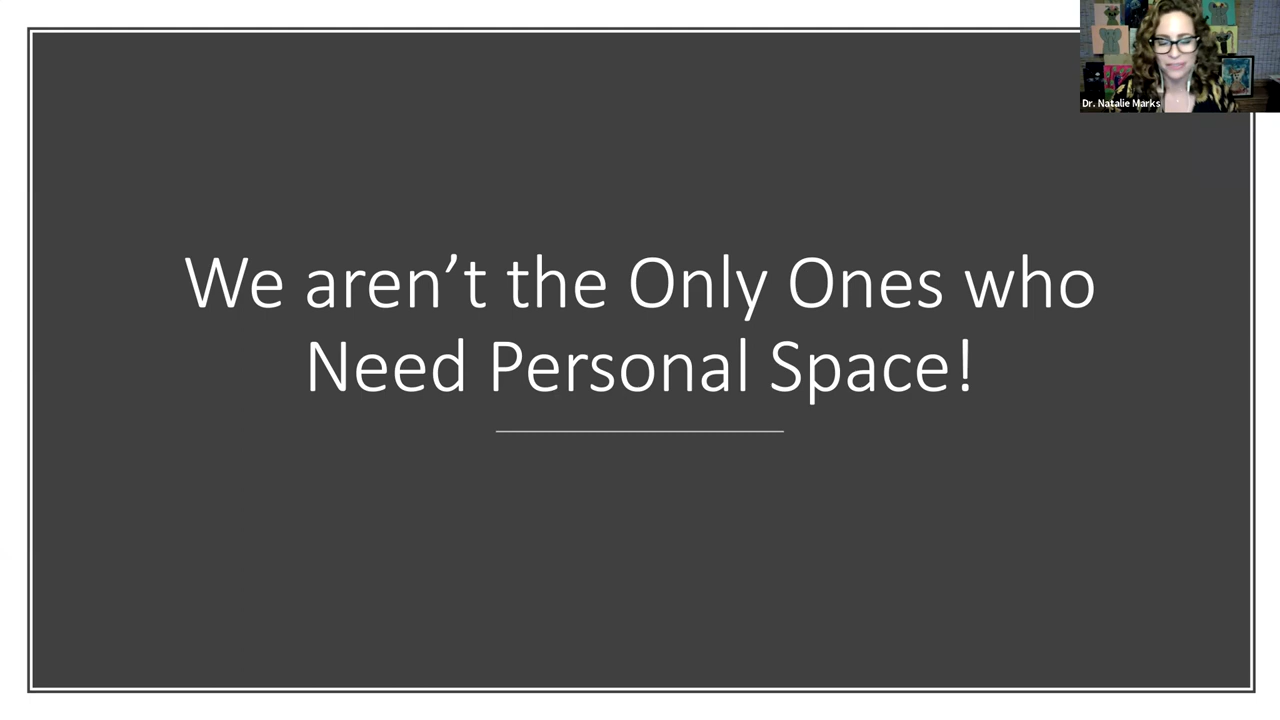 We aren’t the Only Ones who
Need Personal Space!
Dr. Natalie Marks